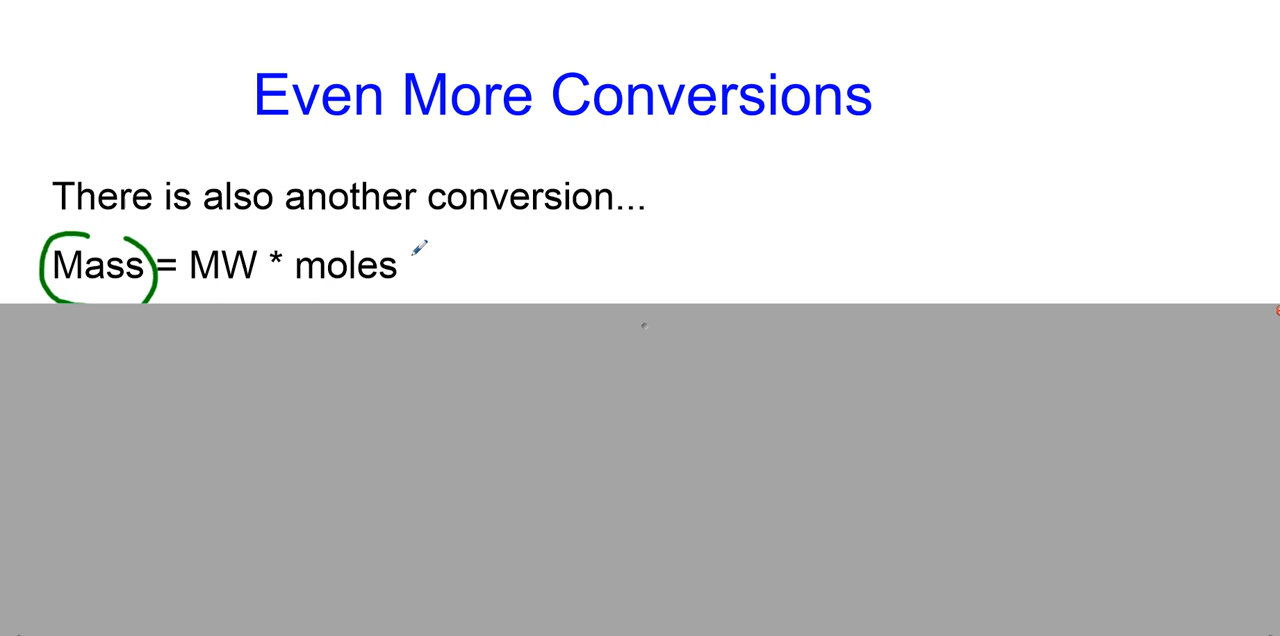 Even More Conversions
There is also another conversion...
Mass = MW * moles